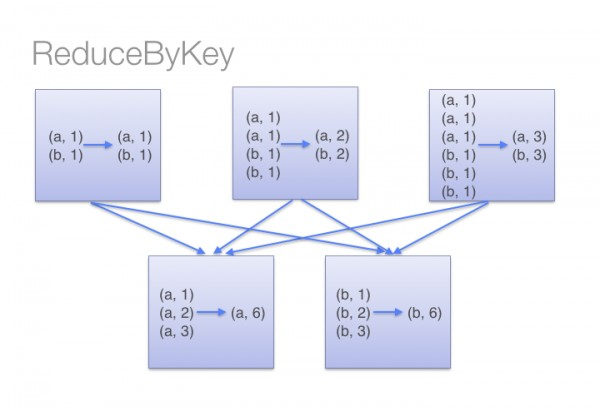 ReduceByKey
(a, 1)
(b, 1)
(a, 1)
(b, 1)
(a, 1)
(a, 1)
(b, 1)
(b, 1)
(a, 2)
(b, 2)
(a, 1)
(a, 1)
(a, 1)
(b, 1)
(b, 1)
(b, 1)
(a, 3)
(b, 3)
(a, 1)
(a, 2)
(a, 3)
(a, 6)
(b, 1)
(b, 2)
(b, 3)
(b, 6)